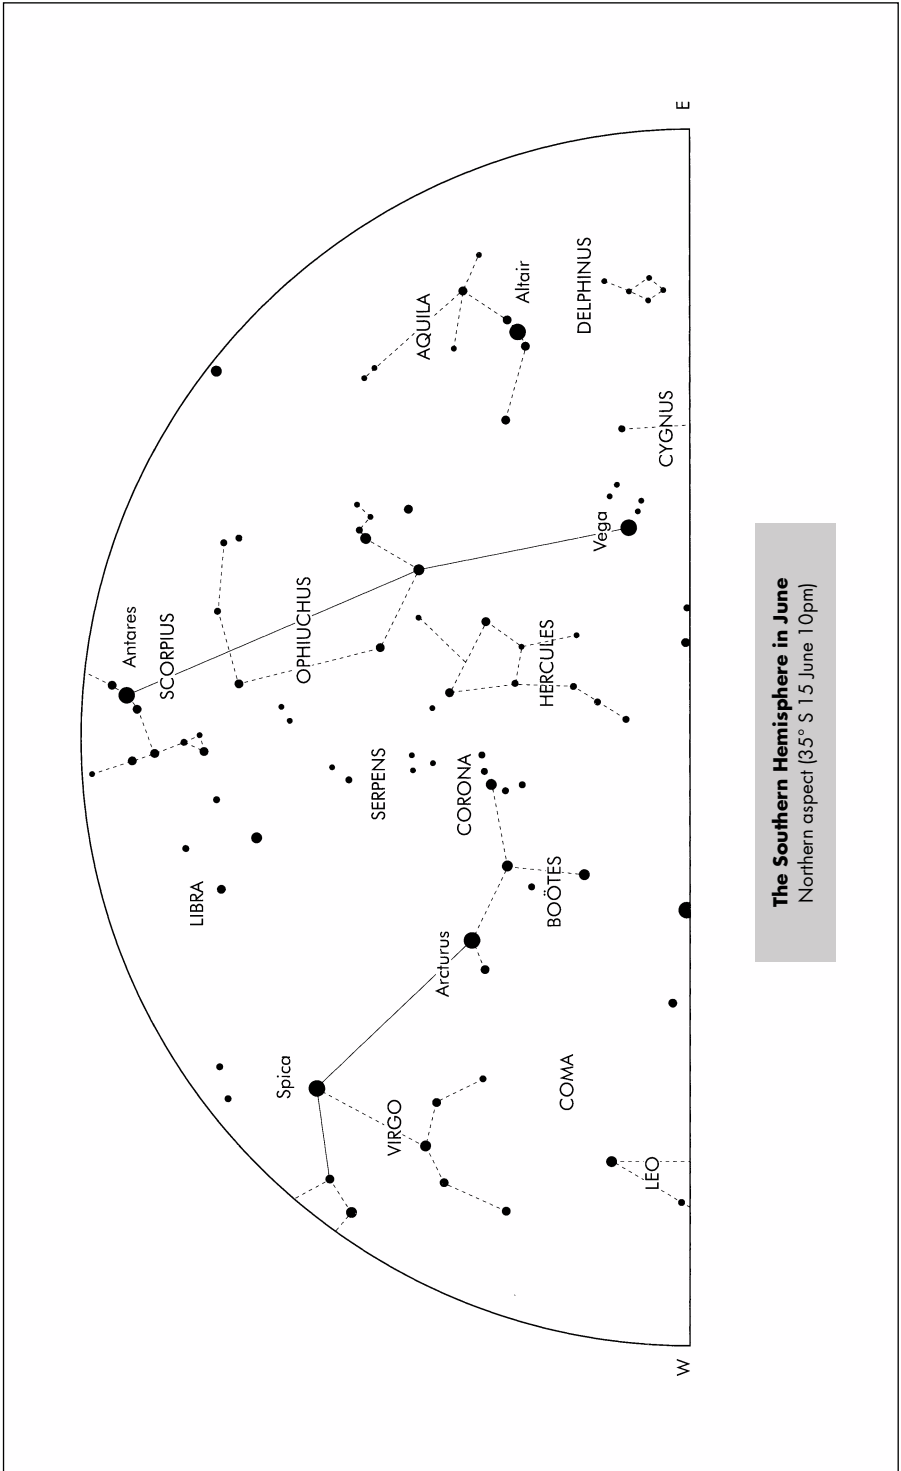 W
E
Antares
SCORPIUS
LIBRA
Spica
OPHIUCHUS
SERPENS
VIRGO
AQUILA
Altair
Arcturus
CORONA
HERCULES
BOÖTES
COMA
DELPHINUS
Vega
CYGNUS
LEO
The Southern Hemisphere in June
Northern aspect (35° S 15 June 10pm)